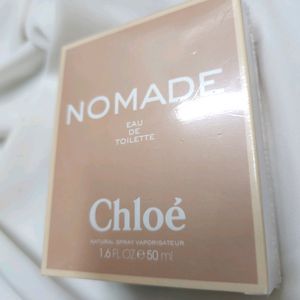 NOMADE
EAU
DE
TOILETTE
Chloé
NATURAL SPRAY VAPORISATEUR
1.6 FL OZ e 50 ml